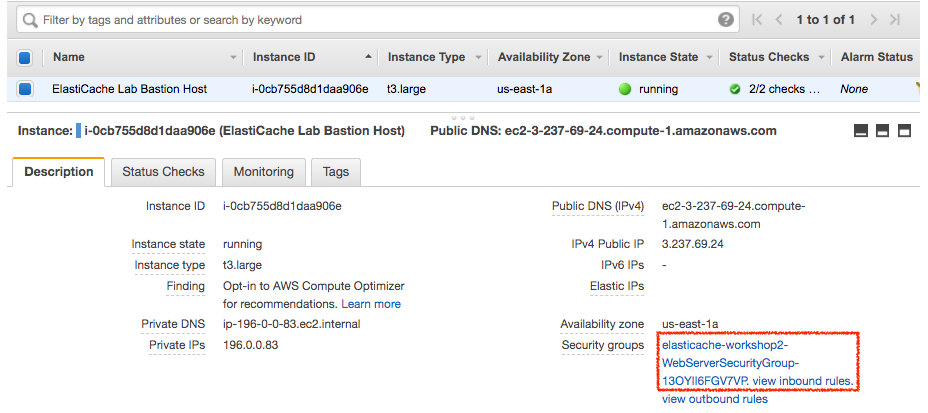 Filter by tags and attributes or search by keyword
1 to 1 of 1
Name Instance ID Instance Type Availability Zone Instance State Status Checks Alarm Status
ElastiCache Lab Bastion Host i-0cb755d8d1daa906e t3.large us-east-1a running 2/2 checks ... None
Instance: i-0cb755d8d1daa906e (ElastiCache Lab Bastion Host) Public DNS: ec2-3-237-69-24.compute-1.amazonaws.com
Description Status Checks Monitoring Tags
Instance ID i-0cb755d8d1daa906e Public DNS (IPv4) ec2-3-237-69-24.compute-
1.amazonaws.com
Instance state running IPv4 Public IP 3.237.69.24
Instance type t3.large IPv6 IPs -
Finding Opt-in to AWS Compute Optimizer Elastic IPs
for recommendations. Learn more
Private DNS ip-196-0-0-83.ec2.internal Availability zone us-east-1a
Private IPs 196.0.0.83 Security groups elasticache-workshop2-
WebServerSecurityGroup-
13OYII6FGV7VP. view inbound rules.
view outbound rules